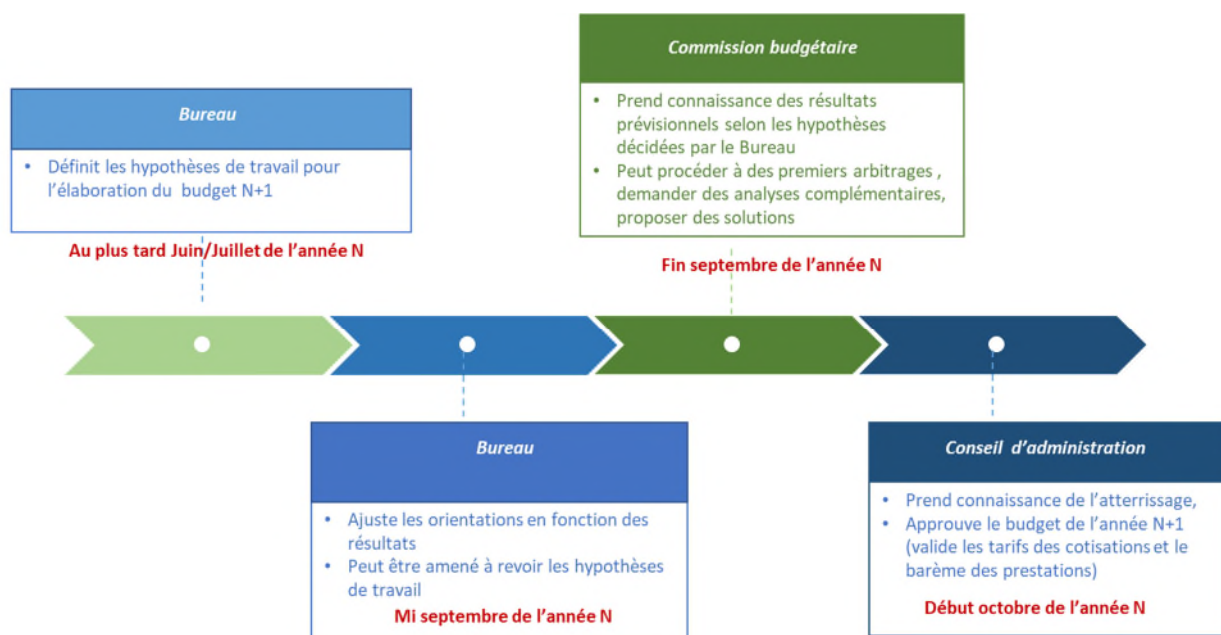 Bureau
• Définit les hypothèses de travail pour
l'élaboration du budget N+1
Au plus tard Juin/Juillet de l'année N
Bureau
• Ajuste les orientations en fonction des
résultats
• Peut être amené à revoir les hypothèses
de travail
Mi septembre de l'année N
Commission budgétaire
• Prend connaissance des résultats
prévisionnels selon les hypothèses
décidées par le Bureau
• Peut procéder à des premiers arbitrages ,
demander des analyses complémentaires,
proposer des solutions
Fin septembre de l'année N
Conseil d'administration
• Prend connaissance de l'atterrissage,
• Approuve le budget de l'année N+1
(valide les tarifs des cotisations et le
barème des prestations)
Début octobre de l'année N